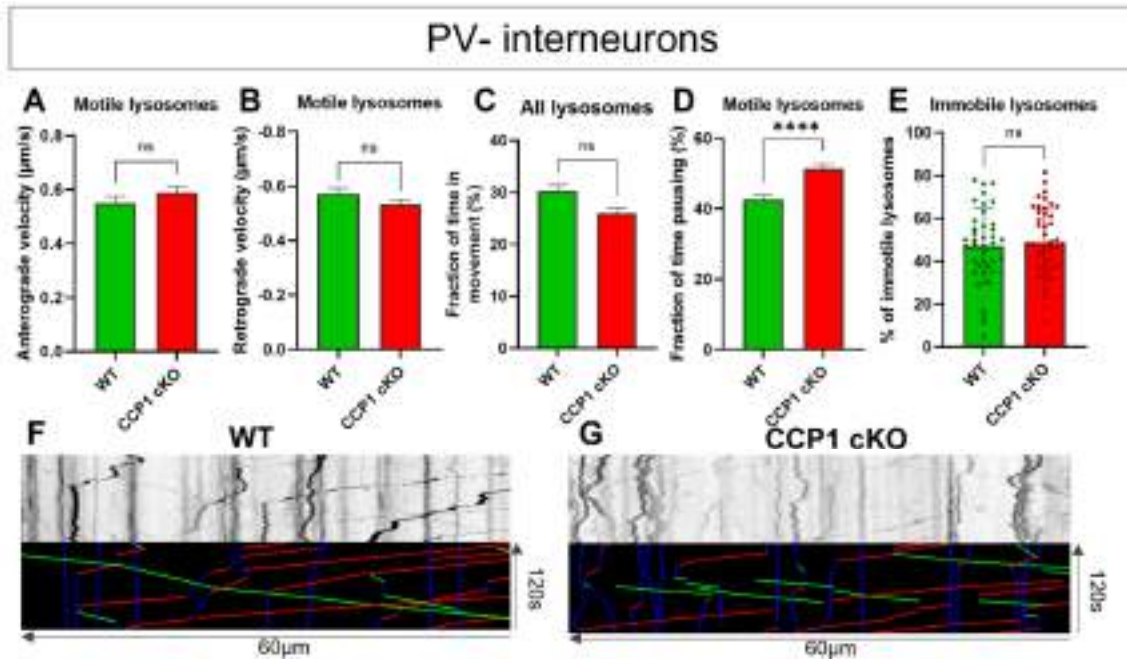 PV- interneurons
A Motile lysosomes
Anterograde velocity (μm/s)
0.8
0.6
0.4
0.2
0.0
ns
WT
CCP1 cKO
B Motile lysosomes
Retrograde velocity (μm/s)
-0.8
-0.6
-0.4
-0.2
0.0
ns
WT
CCP1 cKO
C All lysosomes
Fraction of time in
movement (%)
40
30
20
10
0
ns
WT
CCP1 cKO
D Motile lysosomes
Fraction of time pausing (%)
60
40
20
0
****
WT
CCP1 cKO
E Immobile lysosomes
% of immotile lysosomes
100
80
60
40
20
0
ns
WT
CCP1 cKO
F WT
120s
60μm
G CCP1 cKO
120s
60μm